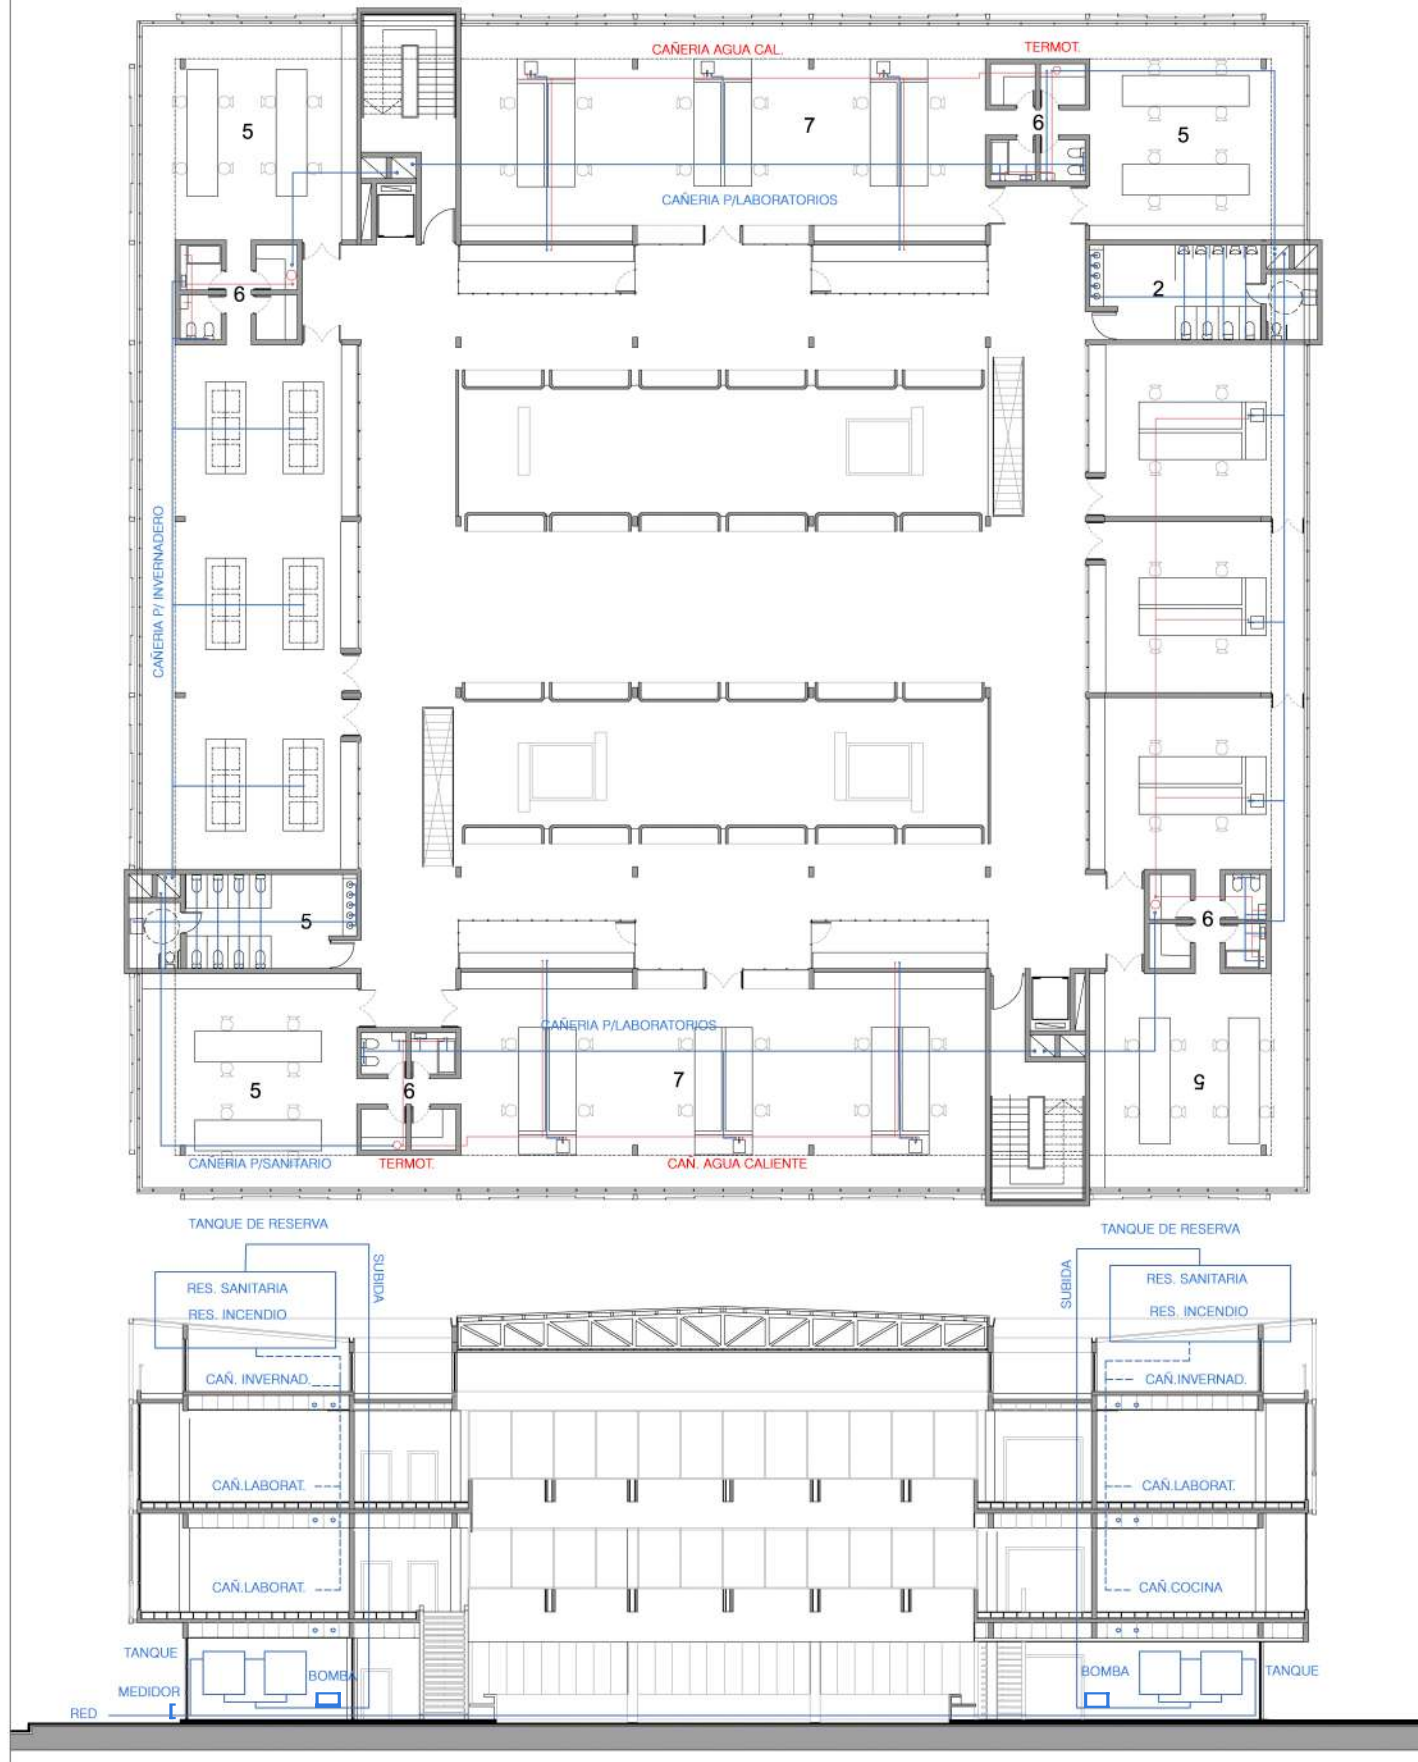 CAÑERIA AGUA CAL.
TERMOT.
5
7
6
5
CAÑERIA P/LABORATORIOS
6
2
CAÑERIA P/ INVERNADERO
5
6
CAÑERIA P/LABORATORIOS
5
6
7
5
CAÑERIA P/SANITARIO
TERMOT.
CAÑ. AGUA CALIENTE
TANQUE DE RESERVA
TANQUE DE RESERVA
SUBIDA
SUBIDA
RES. SANITARIA
RES. INCENDIO
RES. SANITARIA
RES. INCENDIO
CAÑ. INVERNAD.
CAÑ.INVERNAD.
CAÑ.LABORAT.
CAÑ.LABORAT.
CAÑ.LABORAT.
CAÑ.COCINA
TANQUE
BOMBA
BOMBA
TANQUE
MEDIDOR
RED